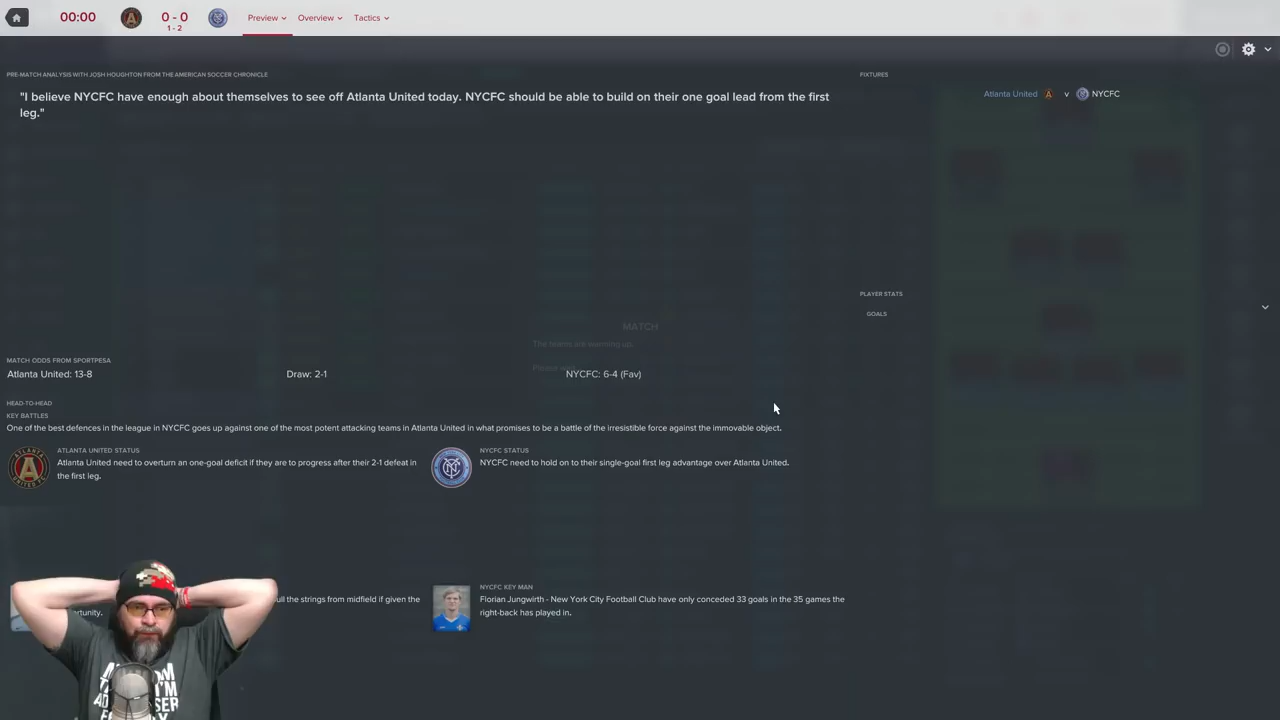 00:00
0 - 0
1 - 2
Preview
Overview
Tactics
PRE-MATCH ANALYSIS WITH JOSH HOUGHTON FROM THE AMERICAN SOCCER CHRONICLE
"I believe NYCFC have enough about themselves to see off Atlanta United today. NYCFC should be able to build on their one goal lead from the first
leg."
FIXTURES
Atlanta United v NYCFC
PLAYER STATS
GOALS
MATCH
The teams are warming up.
Please
MATCH ODDS FROM SPORTPESA
Atlanta United: 13-8
Draw: 2-1
NYCFC: 6-4 (Fav)
HEAD-TO-HEAD
KEY BATTLES
One of the best defences in the league in NYCFC goes up against one of the most potent attacking teams in Atlanta United in what promises to be a battle of the irresistible force against the immovable object.
ATLANTA UNITED STATUS
Atlanta United need to overturn an one-goal deficit if they are to progress after their 2-1 defeat in
the first leg.
NYCFC STATUS
NYCFC need to hold on to their single-goal first leg advantage over Atlanta United.
the strings from midfield if given the
NYCFC KEY MAN
Florian Jungwirth - New York City Football Club have only conceded 33 goals in the 35 games the
right-back has played in.